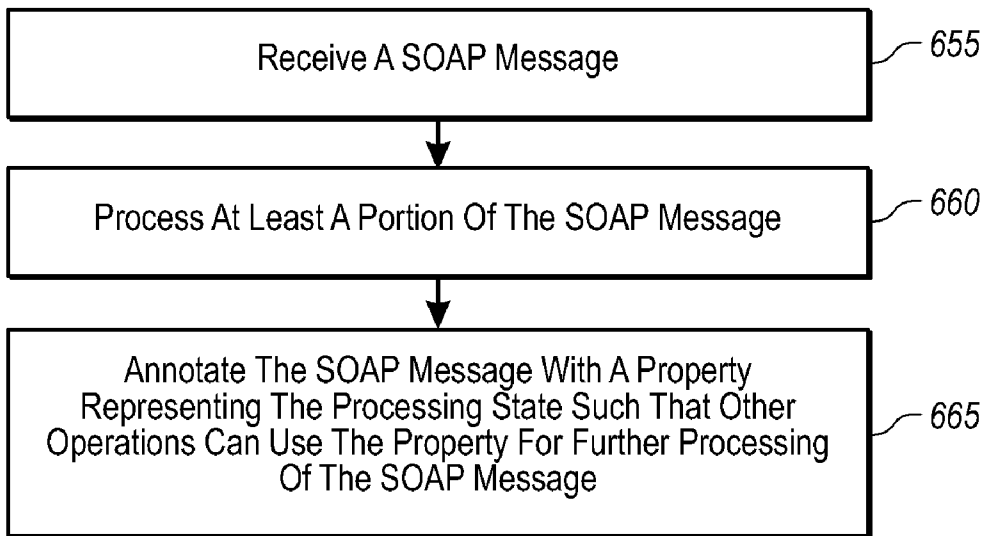 Receive A SOAP Message
655
Process At Least A Portion Of The SOAP Message
660
Annotate The SOAP Message With A Property
Representing The Processing State Such That Other
Operations Can Use The Property For Further Processing
Of The SOAP Message
665